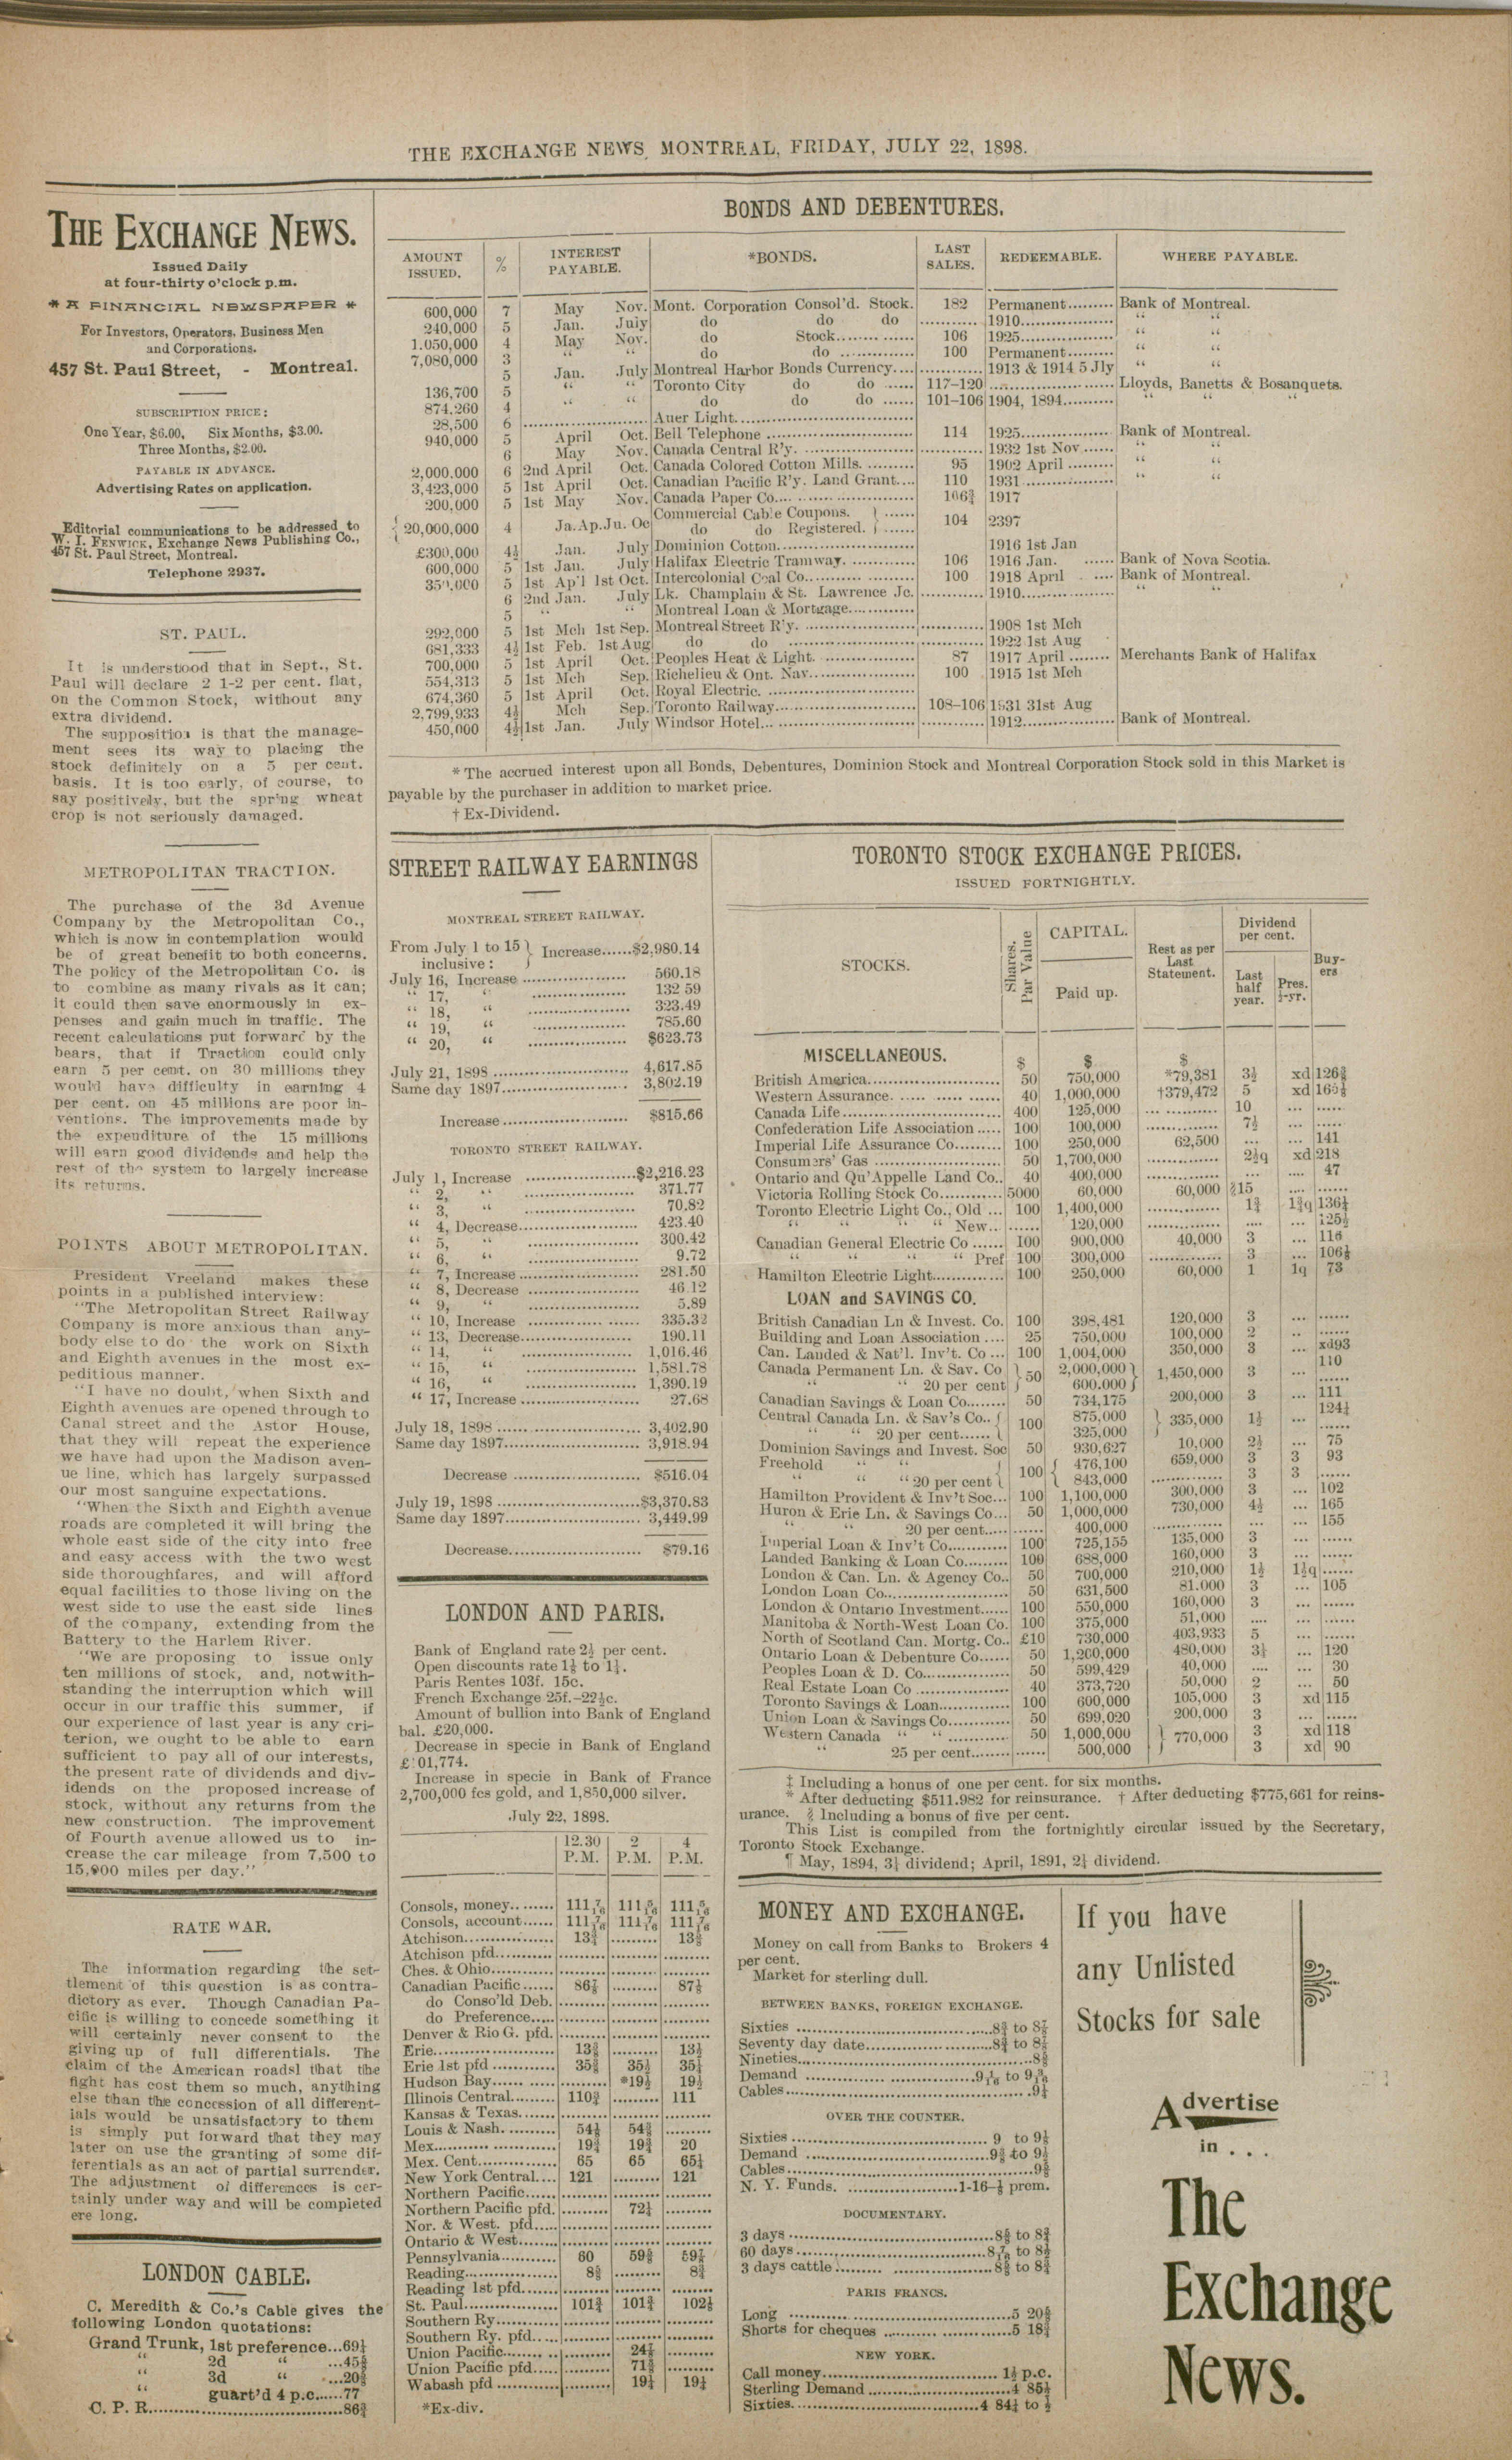 THE EXCHANGE NEWS, MONTREAL, FRIDAY, JULY 22, 1898.
THE EXCHANGE NEWS.
Issued Daily
at four-thirty o'clock p.m.
* A FINANCIAL NEWSPAPER *
For Investors, Operators, Business Men
and Corporations.
457 St. Paul Street, - Montreal.
SUBSCRIPTION PRICE:
One Year, $6.00, Six Months, $3.00.
Three Months, $2.00.
PAYABLE IN ADVANCE.
Advertising Rates on application.
Editorial communications to be addressed to
W. I. FENWICK, Exchange News Publishing Co.,
457 St. Paul Street, Montreal.
Telephone 2937.
ST. PAUL.
It is understood that in Sept., St.
Paul will declare 2 1-2 per cent. flat,
on the Common Stock, without any
extra dividend.
The supposition is that the manage-
ment sees its way to placing the
stock definitely on a 5 per cent.
basis. It is too early, of course, to
say positively, but the spring wheat
crop is not seriously damaged.
METROPOLITAN TRACTION.
The purchase of the 3d Avenue
Company by the Metropolitan Co.,
which is now in contemplation would
be of great benefit to both concerns.
The policy of the Metropolitan Co. is
to combine as many rivals as it can;
it could then save enormously in ex-
penses and gain much in traffic. The
recent calculations put forward by the
bears, that if Traction could only
earn 5 per cent. on 30 millions they
would have difficulty in earning 4
per cent. on 45 millions are poor in-
ventions. The improvements made by
the expenditure of the 15 millions
will earn good dividends and help the
rest of the system to largely increase
its returns.
POINTS ABOUT METROPOLITAN.
President Vreeland makes these
points in a published interview:
"The Metropolitan Street Railway
Company is more anxious than any-
body else to do the work on Sixth
and Eighth avenues in the most ex-
peditious manner.
"I have no doubt, when Sixth and
Eighth avenues are opened through to
Canal street and the Astor House,
that they will repeat the experience
we have had upon the Madison aven-
ue line, which has largely surpassed
our most sanguine expectations.
"When the Sixth and Eighth avenue
roads are completed it will bring the
whole east side of the city into free
and easy access with the two west
side thoroughfares, and will afford
equal facilities to those living on the
west side to use the east side lines
of the company, extending from the
Battery to the Harlem River.
"We are proposing to issue only
ten millions of stock, and, notwith-
standing the interruption which will
occur in our traffic this summer, if
our experience of last year is any cri-
terion, we ought to be able to earn
sufficient to pay all of our interests,
the present rate of dividends and div-
idends on the proposed increase of
stock, without any returns from the
new construction. The improvement
of Fourth avenue allowed us to in-
crease the car mileage from 7,500 to
15,900 miles per day."
RATE WAR.
The information regarding the set-
tlement of this question is as contra-
dictory as ever. Though Canadian Pa-
cific is willing to concede something it
will certainly never consent to the
giving up of full differentials. The
claim of the American roadsl that the
fight has cost them so much, anything
else than the concession of all different-
ials would be unsatisfactory to them
is simply put forward that they may
later on use the granting of some dif-
ferentials as an act of partial surrender.
The adjustment of differences is cer-
tainly under way and will be completed
ere long.
LONDON CABLE.
C. Meredith & Co.'s Cable gives the
following London quotations:
Grand Trunk, 1st preference...69¼
" 2d " ...45⅝
" 3d " ...20⅝
" guart'd 4 p.c......77
C. P. R......86¾
BONDS AND DEBENTURES.
AMOUNT ISSUED. % INTEREST PAYABLE. *BONDS. LAST SALES. REDEEMABLE. WHERE PAYABLE.
600,000 7 May Nov. Mont. Corporation Consol'd. Stock. 182 Permanent......... Bank of Montreal.
240,000 5 Jan. July do do do ........... 1910......... " "
1.050,000 4 May Nov. do Stock............ 106 1925......... " "
7,080,000 3 " " do do ............ 100 Permanent......... " "
5 Jan. July Montreal Harbor Bonds Currency.... ........... 1913 & 1914 5 Jly " "
136,700 5 " " Toronto City do do ...... 117-120 ......... Lloyds, Banetts & Bosanquets.
874,260 4 " " do do do ...... 101-106 1904, 1894......... " " "
28,500 6 ......... Auer Light.........
940,000 5 April Oct. Bell Telephone ......... 114 1925......... Bank of Montreal.
6 May Nov. Canada Central R'y. ......... 1932 1st Nov...... " "
2,000,000 6 2nd April Oct. Canada Colored Cotton Mills. ......... 95 1902 April ......... " "
3,423,000 5 1st April Oct. Canadian Pacific R'y. Land Grant.... 110 1931......... " "
200,000 5 1st May Nov. Canada Paper Co......... 106¾ 1917
Commercial Cable Coupons. } ......
20,000,000 4 Ja.Ap.Ju. Oc do do Registered. } ...... 104 2397
£300,000 4½ Jan. July Dominion Cotton......... 1916 1st Jan
600,000 5 1st Jan. July Halifax Electric Tramway. ......... 106 1916 Jan. ...... Bank of Nova Scotia.
350,000 5 1st Ap'l 1st Oct. Intercolonial Coal Co......... 100 1918 April .... Bank of Montreal.
6 2nd Jan. July Lk. Champlain & St. Lawrence Jc. ......... 1910......... " "
5 " " Montreal Loan & Mortgage.........
292,000 5 1st Mch 1st Sep. Montreal Street R'y. ......... 1908 1st Mch
681,333 4½ 1st Feb. 1st Aug do do ......... 1922 1st Aug
700,000 5 1st April Oct. Peoples Heat & Light. ......... 87 1917 April ........ Merchants Bank of Halifax
554,313 5 1st Mch Sep. Richelieu & Ont. Nav......... 100 1915 1st Mch
674,360 5 1st April Oct. Royal Electric. .........
2,799,933 4½ Mch Sep. Toronto Railway......... 108-106 1931 31st Aug
450,000 4½ 1st Jan. July Windsor Hotel......... 1912......... Bank of Montreal.
* The accrued interest upon all Bonds, Debentures, Dominion Stock and Montreal Corporation Stock sold in this Market is
payable by the purchaser in addition to market price.
† Ex-Dividend.
STREET RAILWAY EARNINGS
MONTREAL STREET RAILWAY.
From July 1 to 15 } Increase......$2,980.14
inclusive: }
July 16, Increase ......... 560.18
" 17, " ......... 132 59
" 18, " ......... 323.49
" 19, " ......... 785.60
" 20, " ......... $623.73
July 21, 1898 ......... 4,617.85
Same day 1897......... 3,802.19
Increase......... $815.66
TORONTO STREET RAILWAY.
July 1, Increase .........$2,216.23
" 2, " ......... 371.77
" 3, " ......... 70.82
" 4, Decrease......... 423.40
" 5, " ......... 300.42
" 6, " ......... 9.72
" 7, Increase ......... 281.50
" 8, Decrease ......... 46.12
" 9, " ......... 5.89
" 10, Increase ......... 335.32
" 13, Decrease......... 190.11
" 14, " ......... 1,016.46
" 15, " ......... 1,581.78
" 16, " ......... 1,390.19
" 17, Increase ......... 27.68
July 18, 1898 ......... 3,402.90
Same day 1897......... 3,918.94
Decrease ......... $516.04
July 19, 1898 .........$3,370.83
Same day 1897......... 3,449.99
Decrease......... $79.16
LONDON AND PARIS.
Bank of England rate 2½ per cent.
Open discounts rate 1⅛ to 1¼.
Paris Rentes 103f. 15c.
French Exchange 25f.-22½c.
Amount of bullion into Bank of England
bal. £20,000.
Decrease in specie in Bank of England
£ 01,774.
Increase in specie in Bank of France
2,700,000 fcs gold, and 1,850,000 silver.
July 22, 1898.
12.30 P.M. 2 P.M. 4 P.M.
Consols, money........ 111 7/16 111 5/16 111 5/16
Consols, account...... 111 7/16 111 7/16 111 7/16
Atchison......... 13¾ ......... 13⅝
Atchison pfd.........
Ches. & Ohio.........
Canadian Pacific ...... 86⅞ ......... 87½
do Conso'ld Deb.
do Preference.....
Denver & Rio G. pfd.
Erie......... 13⅝ ......... 13½
Erie 1st pfd ......... 35⅝ 35½ 35¼
Hudson Bay......... *19½ 19½
Illinois Central......... 110¾ ......... 111
Kansas & Texas.......
Louis & Nash. ......... 54½ 54⅜ .........
Mex......... 19¾ 19¾ 20
Mex. Cent......... 65 65 65¼
New York Central.... 121 ......... 121
Northern Pacific......
Northern Pacific pfd. ......... 72¼ .........
Nor. & West. pfd.....
Ontario & West........
Pennsylvania......... 60 59⅝ 59⅞
Reading......... 8⅝ ......... 8¾
Reading 1st pfd.......
St. Paul......... 101¾ 101¾ 102½
Southern Ry.........
Southern Ry. pfd.....
Union Pacific......... 24⅞ .........
Union Pacific pfd..... 71⅜ .........
Wabash pfd ......... 19¼ 19¼
*Ex-div.
TORONTO STOCK EXCHANGE PRICES.
ISSUED FORTNIGHTLY.
STOCKS. Shares. Par Value CAPITAL. Paid up. Rest as per Last Statement. Dividend per cent. Last half year. Pres. ½-yr. Buyers
MISCELLANEOUS. $ $ $
British America......... 50 750,000 *79,381 3½ xd 126¾
Western Assurance. ......... 40 1,000,000 †379,472 5 xd 165½
Canada Life......... 400 125,000 ......... 10 ... ......
Confederation Life Association ..... 100 100,000 ......... 7½ ... ......
Imperial Life Assurance Co......... 100 250,000 62,500 ... ... 141
Consumers' Gas ......... 50 1,700,000 ......... 2½q xd 218
Ontario and Qu'Appelle Land Co.. 40 400,000 ......... ... .... 47
Victoria Rolling Stock Co......... 5000 60,000 60,000 15 .... ......
Toronto Electric Light Co., Old ... 100 1,400,000 ......... 1¾ 1¾q 136¼
" " " " New.. ...... 120,000 ......... .... ... 125½
Canadian General Electric Co ...... 100 900,000 40,000 3 ... 116
" " " " Pref 100 300,000 ......... 3 ... 106½
Hamilton Electric Light......... 100 250,000 60,000 1 1q 73
LOAN and SAVINGS CO.
British Canadian Ln & Invest. Co. 100 398,481 120,000 3 ... ......
Building and Loan Association .... 25 750,000 100,000 2 .. ......
Can. Landed & Nat'l. Inv't. Co ... 100 1,004,000 350,000 3 ... xd93
Canada Permanent Ln. & Sav. Co } 50 2,000,000 } 1,450,000 3 ... 110
" " 20 per cent } 600.000 } ......
Canadian Savings & Loan Co........ 50 734,175 200,000 3 ... 111
Central Canada Ln. & Sav's Co.. { 100 875,000 } 335,000 1½ ... 124¼
" " 20 per cent...... { 325,000 } ......
Dominion Savings and Invest. Soc 50 930,627 10,000 2½ ... 75
Freehold " " } 100 { 476,100 659,000 3 3 93
" " " 20 per cent { 843,000 ......... 3 3 ......
Hamilton Provident & Inv't Soc... 100 1,100,000 300,000 3 ... 102
Huron & Erie Ln. & Savings Co... 50 1,000,000 730,000 4½ ... 165
" " 20 per cent..... ...... 400,000 ......... ... ... 155
Imperial Loan & Inv't Co......... 100 725,155 135,000 3 ... ......
Landed Banking & Loan Co......... 100 688,000 160,000 3 ... ......
London & Can. Ln. & Agency Co.. 50 700,000 210,000 1½ 1½q ......
London Loan Co......... 50 631,500 81.000 3 ... 105
London & Ontario Investment...... 100 550,000 160,000 3 ... ......
Manitoba & North-West Loan Co. 100 375,000 51,000 .... ... ......
North of Scotland Can. Mortg. Co.. £10 730,000 403,933 5 ... ......
Ontario Loan & Debenture Co...... 50 1,200,000 480,000 3¼ ... 120
Peoples Loan & D. Co......... 50 599,429 40,000 .... ... 30
Real Estate Loan Co ......... 40 373,720 50,000 2 ... 50
Toronto Savings & Loan......... 100 600,000 105,000 3 xd 115
Union Loan & Savings Co......... 50 699,020 200,000 3 ... ......
Western Canada " " ......... 50 1,000,000 } 770,000 3 xd 118
" 25 per cent........ ...... 500,000 } 3 xd 90
‡ Including a bonus of one per cent. for six months.
* After deducting $511.982 for reinsurance. † After deducting $775,661 for reins-
urance. Including a bonus of five per cent.
This List is compiled from the fortnightly circular issued by the Secretary,
Toronto Stock Exchange.
¶ May, 1894, 3½ dividend; April, 1891, 2½ dividend.
MONEY AND EXCHANGE.
Money on call from Banks to Brokers 4
per cent.
Market for sterling dull.
BETWEEN BANKS, FOREIGN EXCHANGE.
Sixties .........8¾ to 8⅞
Seventy day date.........8¾ to 8⅞
Nineties.........8⅝
Demand .........9 1/16 to 9 3/16
Cables..........9¼
OVER THE COUNTER.
Sixties ......... 9 to 9½
Demand .........9⅜ to 9½
Cables.........9⅝
N. Y. Funds. .........1-16-⅛ prem.
DOCUMENTARY.
3 days .........8⅝ to 8¾
60 days.........8 7/16 to 8½
3 days cattle.........8⅝ to 8¾
PARIS FRANCS.
Long .........5 20⅝
Shorts for cheques .........5 18¾
NEW YORK.
Call money......... 1½ p.c.
Sterling Demand .........4 85½
Sixties.........4 84¼ to ½
If you have
any Unlisted
Stocks for sale
Advertise
in . . .
The
Exchange
News.